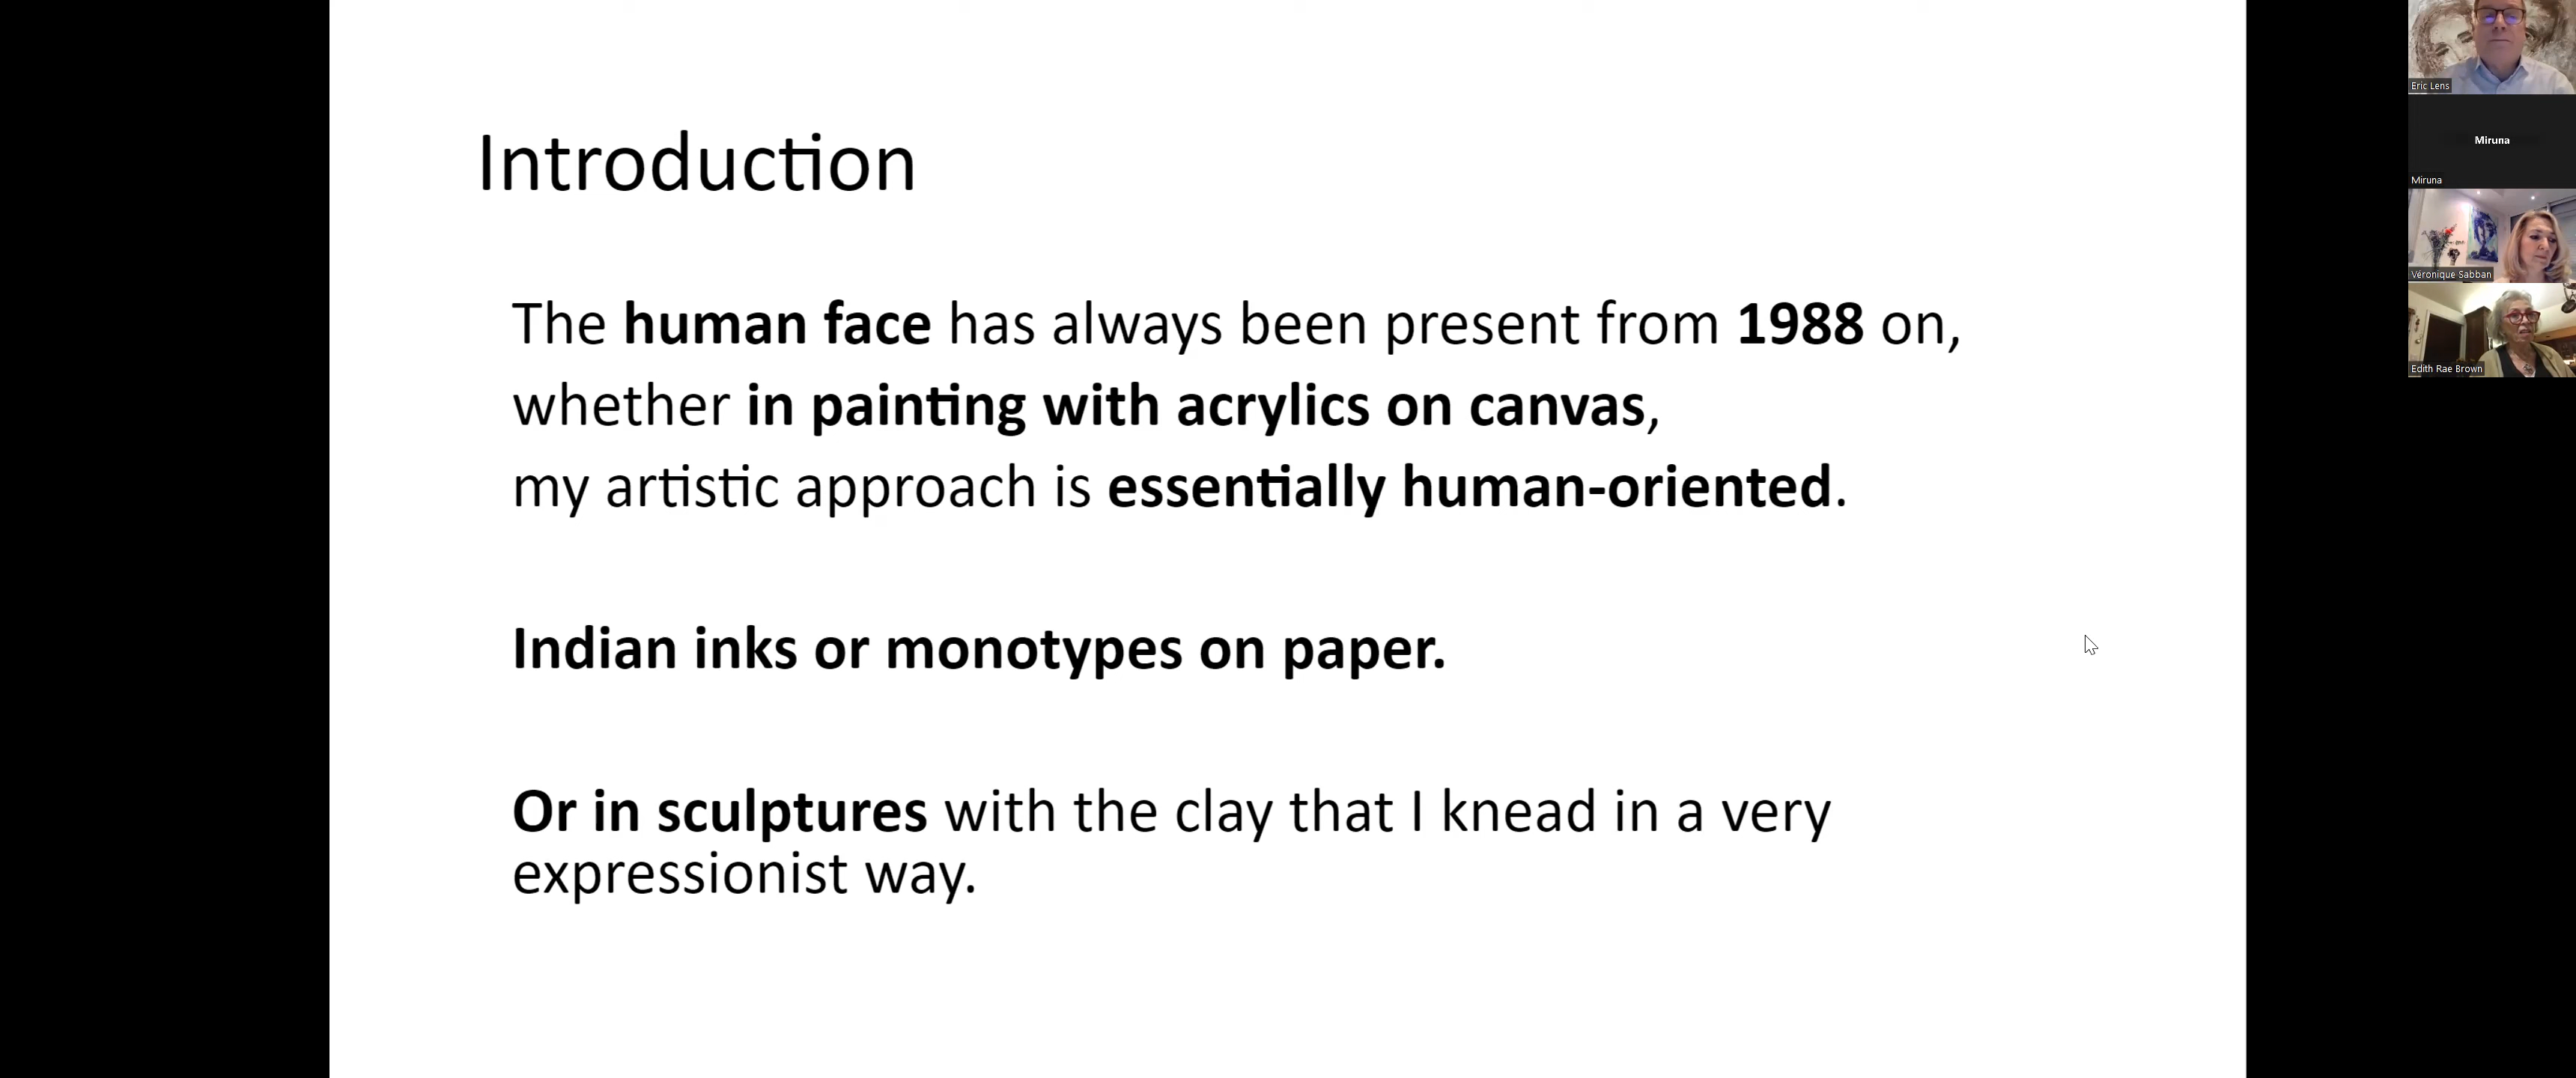 Introduction
The human face has always been present from 1988 on,
whether in painting with acrylics on canvas,
my artistic approach is essentially human-oriented.
Indian inks or monotypes on paper.
Or in sculptures with the clay that I knead in a very
expressionist way.
Eric Lens
Miruna
Miruna
Véronique Sabban
Edith Rae Brown